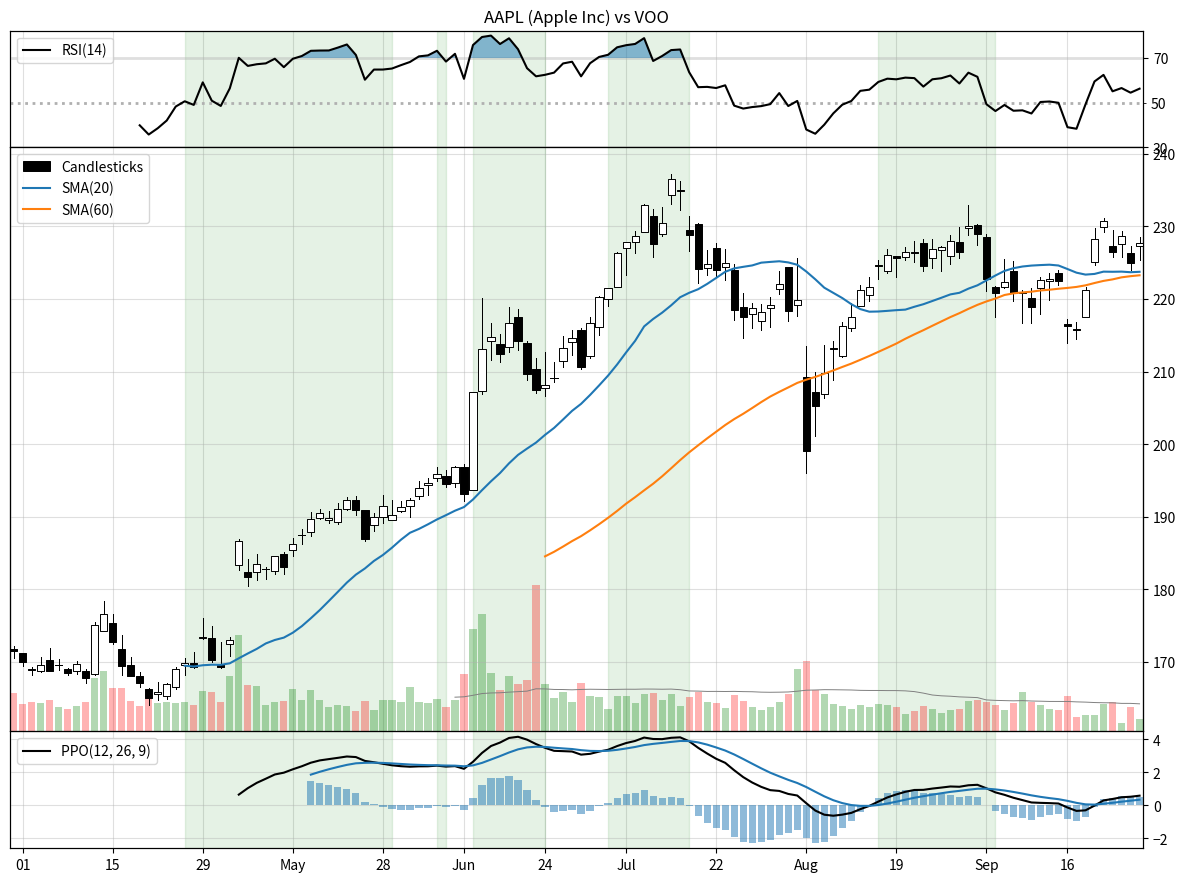 AAPL (Apple Inc) vs VOO
RSI(14)
70
50
30
Candlesticks
SMA(20)
SMA(60)
240
230
220
210
200
190
180
170
PPO(12, 26, 9)
4
2
0
−2
01 15 29 May 28 Jun 24 Jul 22 Aug 19 Sep 16